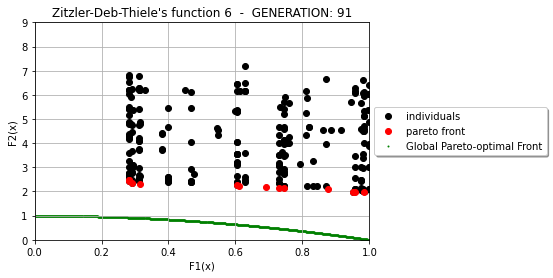 Zitzler-Deb-Thiele's function 6 - GENERATION: 91
9
8
7
6
5
4
3
2
1
0
F2(x)
0.0 0.2 0.4 0.6 0.8 1.0
F1(x)
individuals
pareto front
Global Pareto-optimal Front